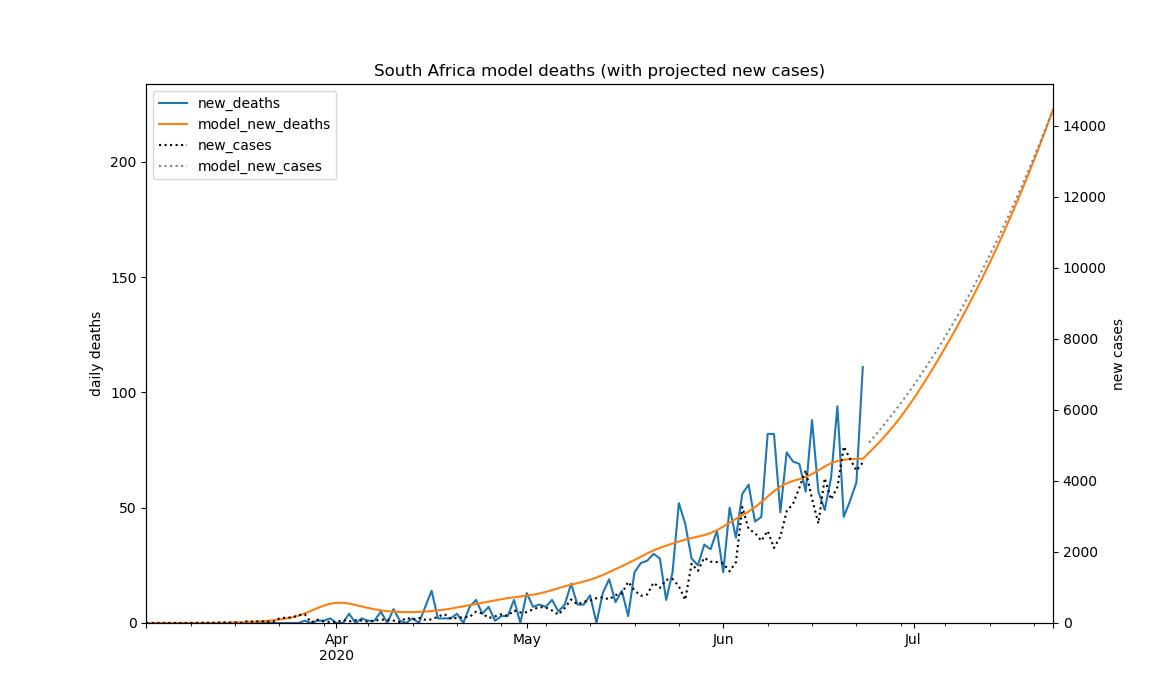 South Africa model deaths (with projected new cases)
new_deaths
model_new_deaths
new_cases
model_new_cases
daily deaths
200
150
100
50
0
14000
12000
10000
8000
6000
4000
2000
0
new cases
Apr
2020
May
Jun
Jul